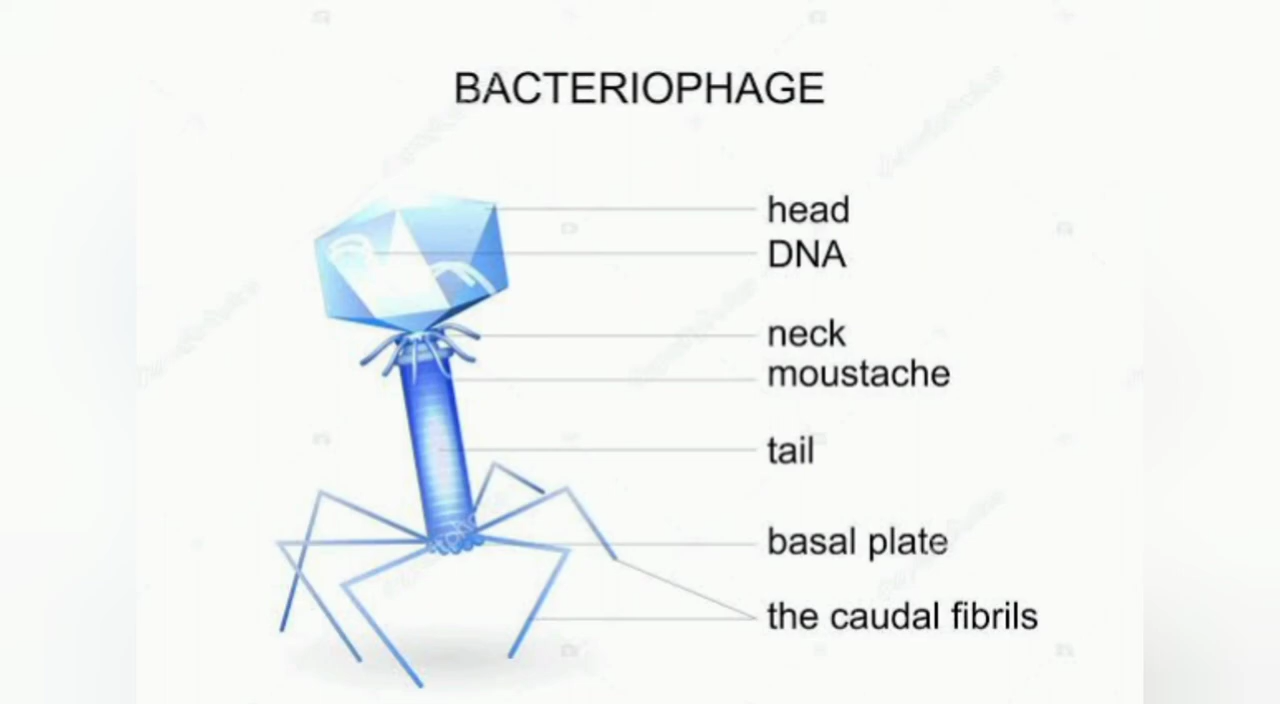 BACTERIOPHAGE
head
DNA
neck
moustache
tail
basal plate
the caudal fibrils